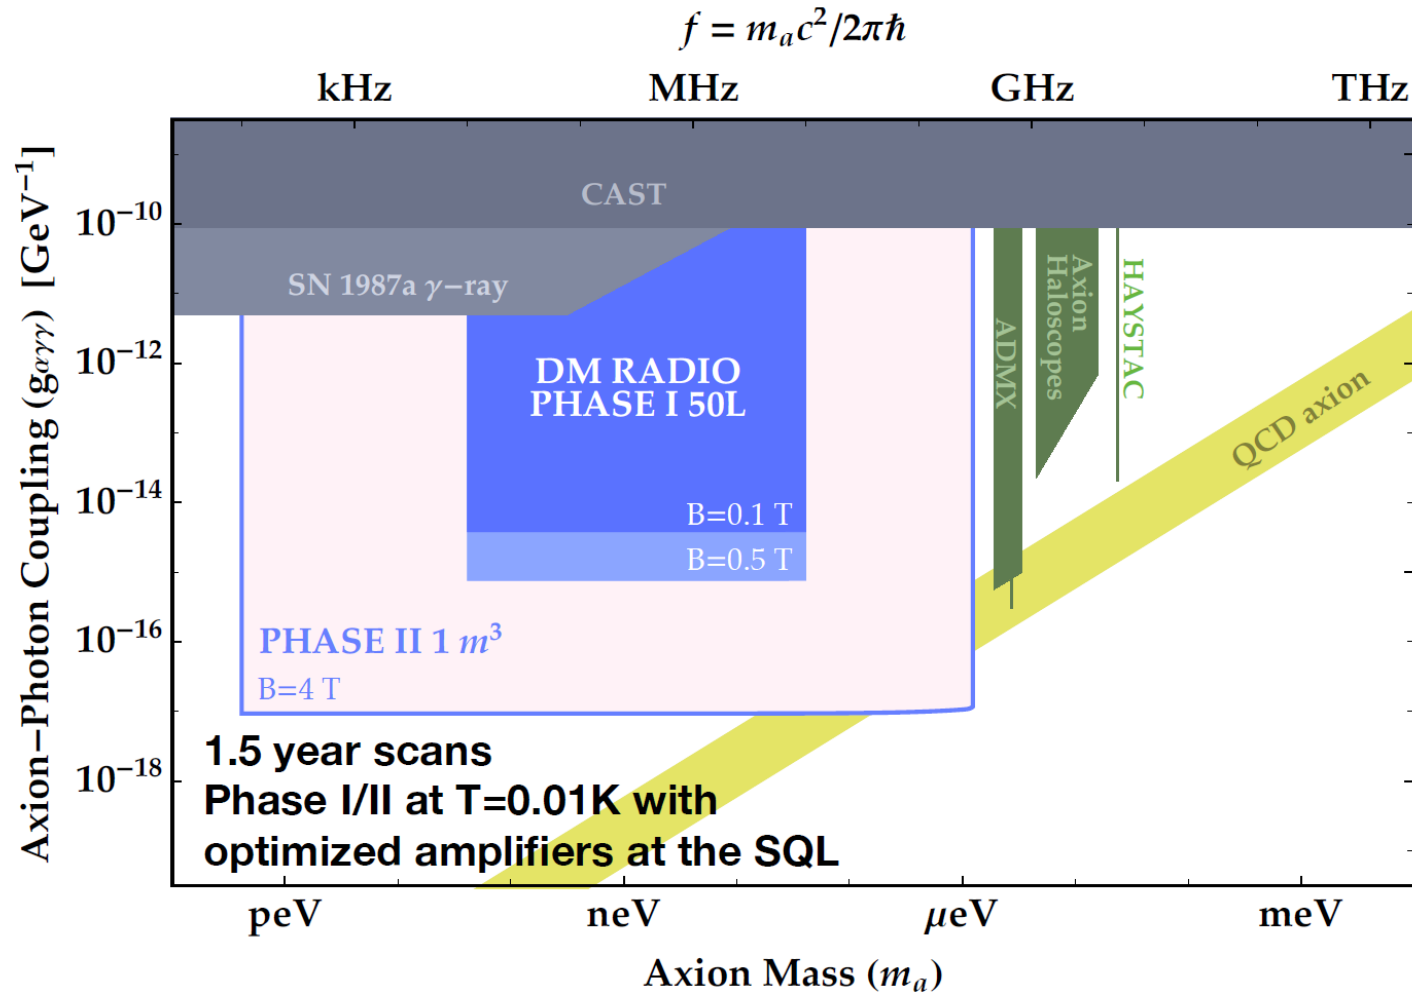 f = mₐc²/2πħ
kHz MHz GHz THz
Axion−Photon Coupling (gαγγ) [GeV⁻¹]
10⁻¹⁰
10⁻¹²
10⁻¹⁴
10⁻¹⁶
10⁻¹⁸
CAST
SN 1987a γ−ray
DM RADIO
PHASE I 50L
B=0.1 T
B=0.5 T
PHASE II 1 m³
B=4 T
ADMX
Axion
Haloscopes
HAYSTAC
QCD axion
1.5 year scans
Phase I/II at T=0.01K with
optimized amplifiers at the SQL
peV neV μeV meV
Axion Mass (mₐ)